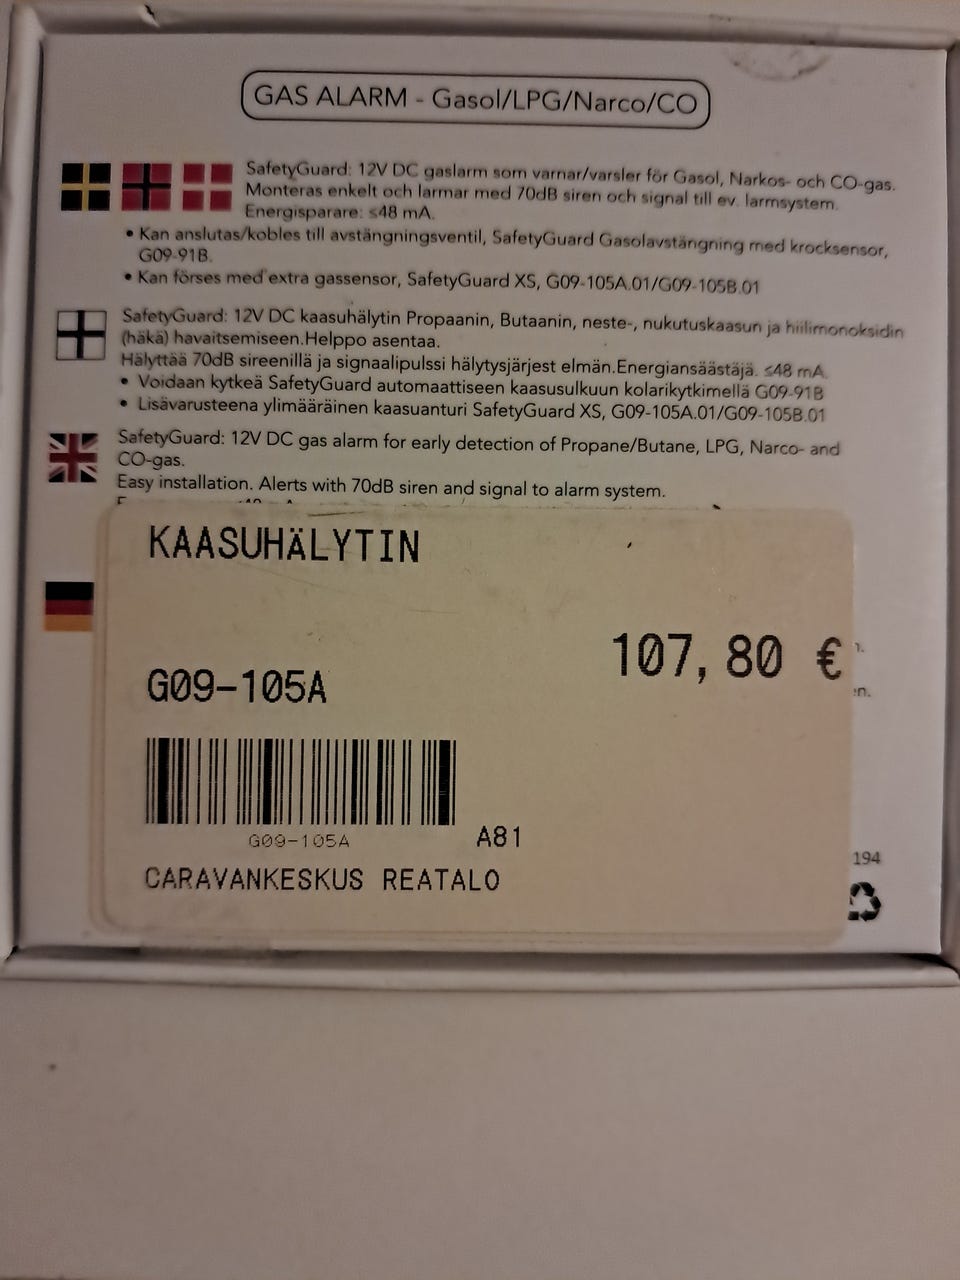 GAS ALARM - Gasol/LPG/Narco/CO
SafetyGuard: 12V DC gaslarm som varnar/varsler för Gasol, Narkos- och CO-gas.
Monteras enkelt och larmar med 70dB siren och signal till ev. larmsystem.
Energisparare: ≤48 mA.
• Kan anslutas/kobles till avstängningsventil, SafetyGuard Gasolavstängning med krocksensor,
G09-91B.
• Kan förses med extra gassensor, SafetyGuard XS, G09-105A.01/G09-105B.01
SafetyGuard: 12V DC kaasuhälytin Propaanin, Butaanin, neste-, nukutuskaasun ja hiilimonoksidin
(häkä) havaitsemiseen.Helppo asentaa.
Hälyttää 70dB sireenillä ja signaalipulssi hälytysjärjest elmän.Energiansäästäjä. ≤48 mA.
• Voidaan kytkeä SafetyGuard automaattiseen kaasusulkuun kolarikytkimellä G09-91B
• Lisävarusteena ylimääräinen kaasuanturi SafetyGuard XS, G09-105A.01/G09-105B.01
SafetyGuard: 12V DC gas alarm for early detection of Propane/Butane, LPG, Narco- and
CO-gas.
Easy installation. Alerts with 70dB siren and signal to alarm system.
KAASUHÄLYTIN
107,80 €
G09-105A
G09-105A
A81
194
CARAVANKESKUS REATALO